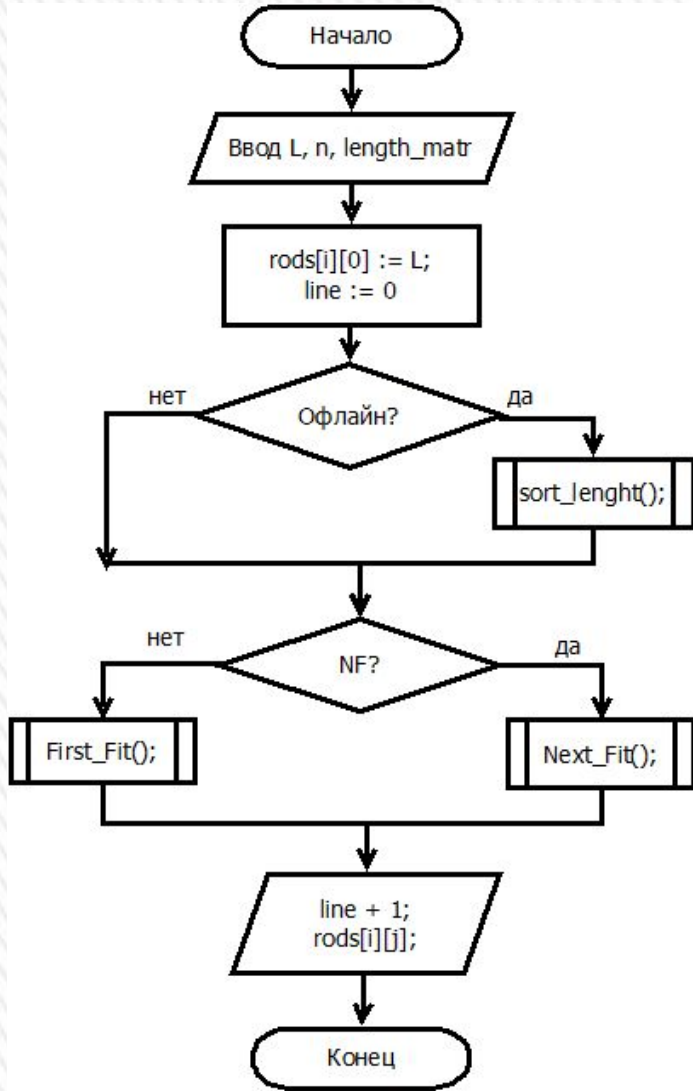 Начало
Ввод L, n, length_matr
rods[i][0] := L;
line := 0
нет
Офлайн?
да
sort_lenght();
нет
NF?
да
First_Fit();
Next_Fit();
line + 1;
rods[i][j];
Конец